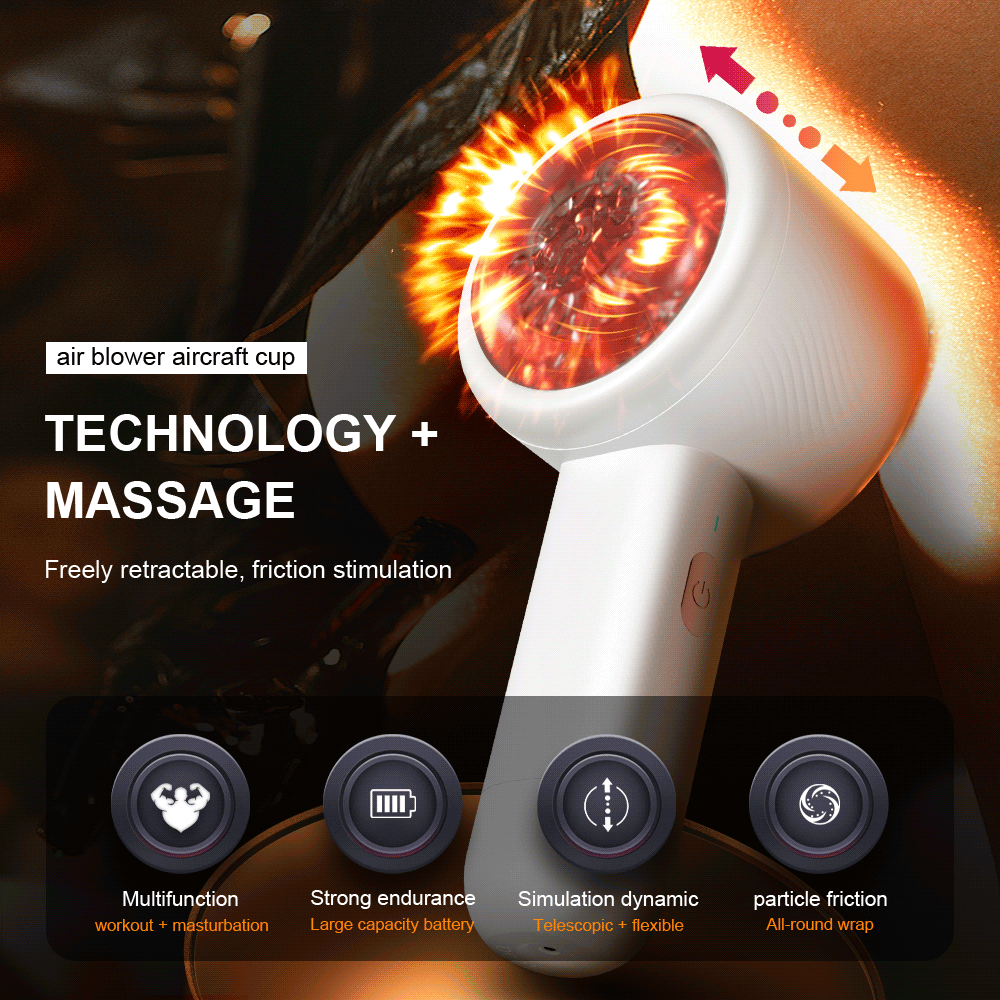 air blower aircraft cup
TECHNOLOGY +
MASSAGE
Freely retractable, friction stimulation
Multifunction
workout + masturbation
Strong endurance
Large capacity battery
Simulation dynamic
Telescopic + flexible
particle friction
All-round wrap